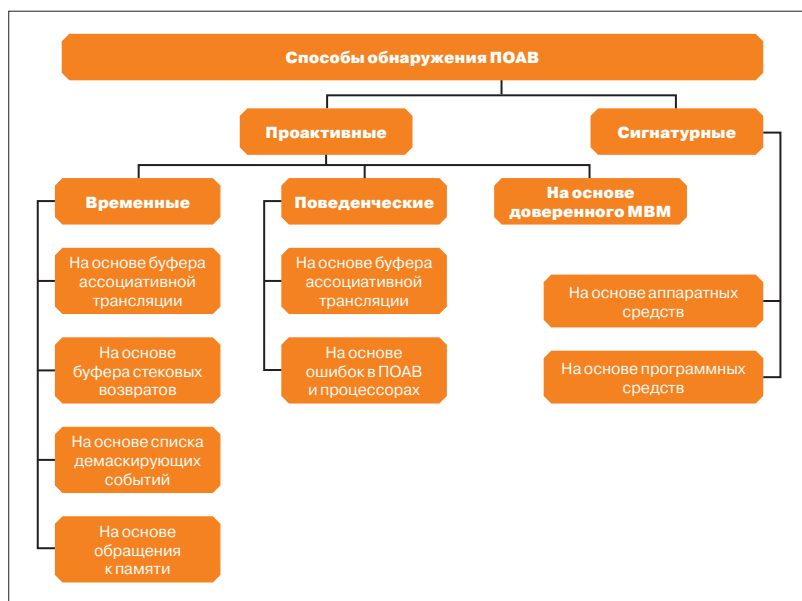 Способы обнаружения ПОАВ
Проактивные
Сигнатурные
Временные
Поведенческие
На основе
доверенного МВМ
На основе буфера
ассоциативной
трансляции
На основе
буфера стековых
возвратов
На основе списка
демаскирующих
событий
На основе
обращения
к памяти
На основе буфера
ассоциативной
трансляции
На основе
ошибок в ПОАВ
и процессорах
На основе аппаратных
средств
На основе программных
средств